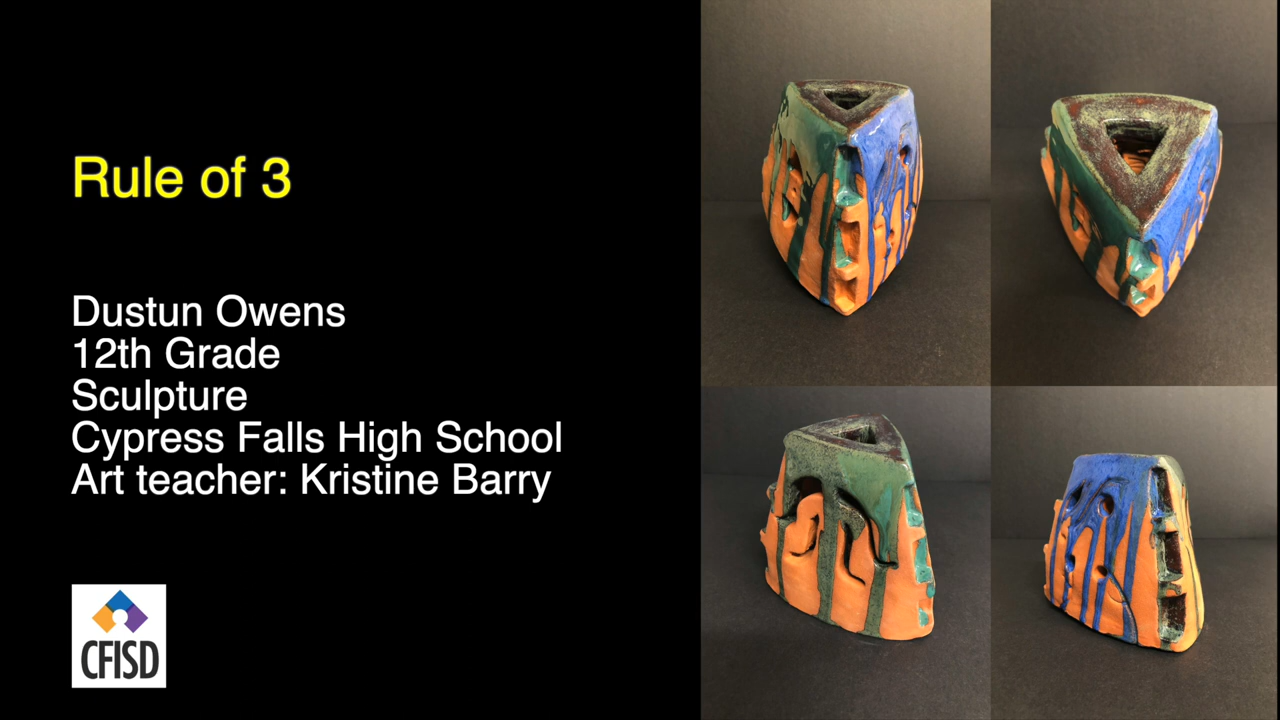 Rule of 3
Dustun Owens
12th Grade
Sculpture
Cypress Falls High School
Art teacher: Kristine Barry
CFISD